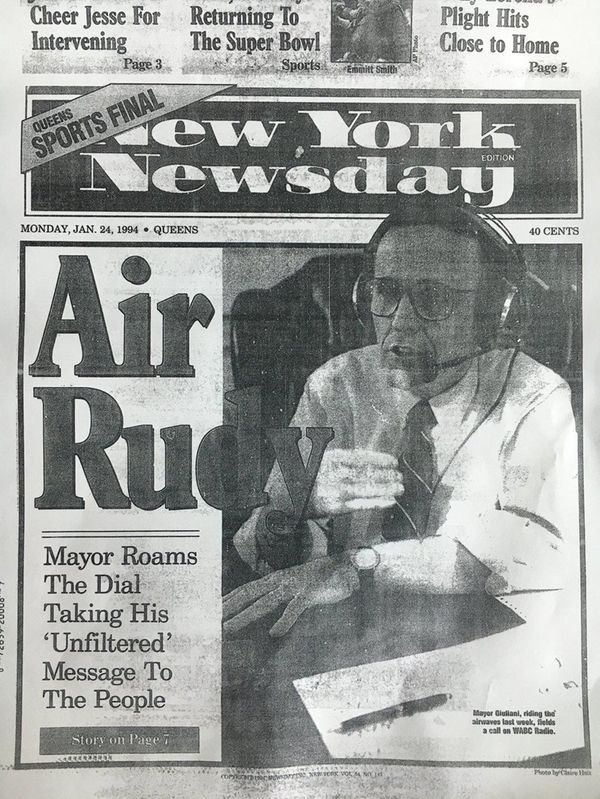 Cheer Jesse For
Intervening
Page 3
Returning To
The Super Bowl
Sports
Emmitt Smith
AP Photo
Plight Hits
Close to Home
Page 5
QUEENS
SPORTS FINAL
New York
Newsday
EDITION
MONDAY, JAN. 24, 1994 • QUEENS
40 CENTS
Air
Rudy
Mayor Roams
The Dial
Taking His
‘Unfiltered’
Message To
The People
Story on Page 7
Mayor Giuliani, riding the
airwaves last week, fields
a call on WABC Radio.
Photo by